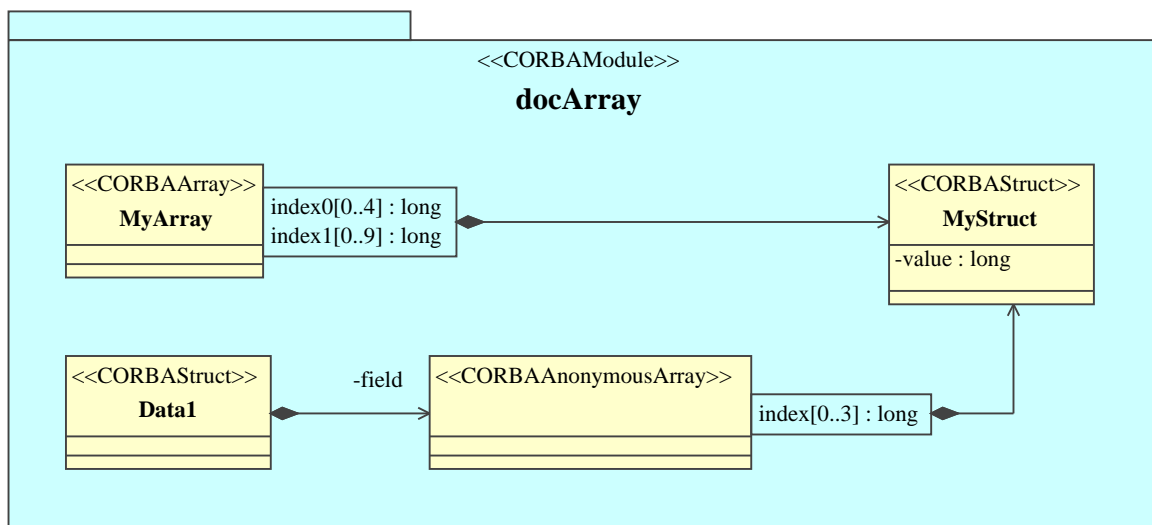 <<CORBAModule>>
docArray
<<CORBAArray>>
MyArray
index0[0..4] : long
index1[0..9] : long
<<CORBAStruct>>
MyStruct
-value : long
<<CORBAStruct>>
Data1
-field
<<CORBAAnonymousArray>>
index[0..3] : long